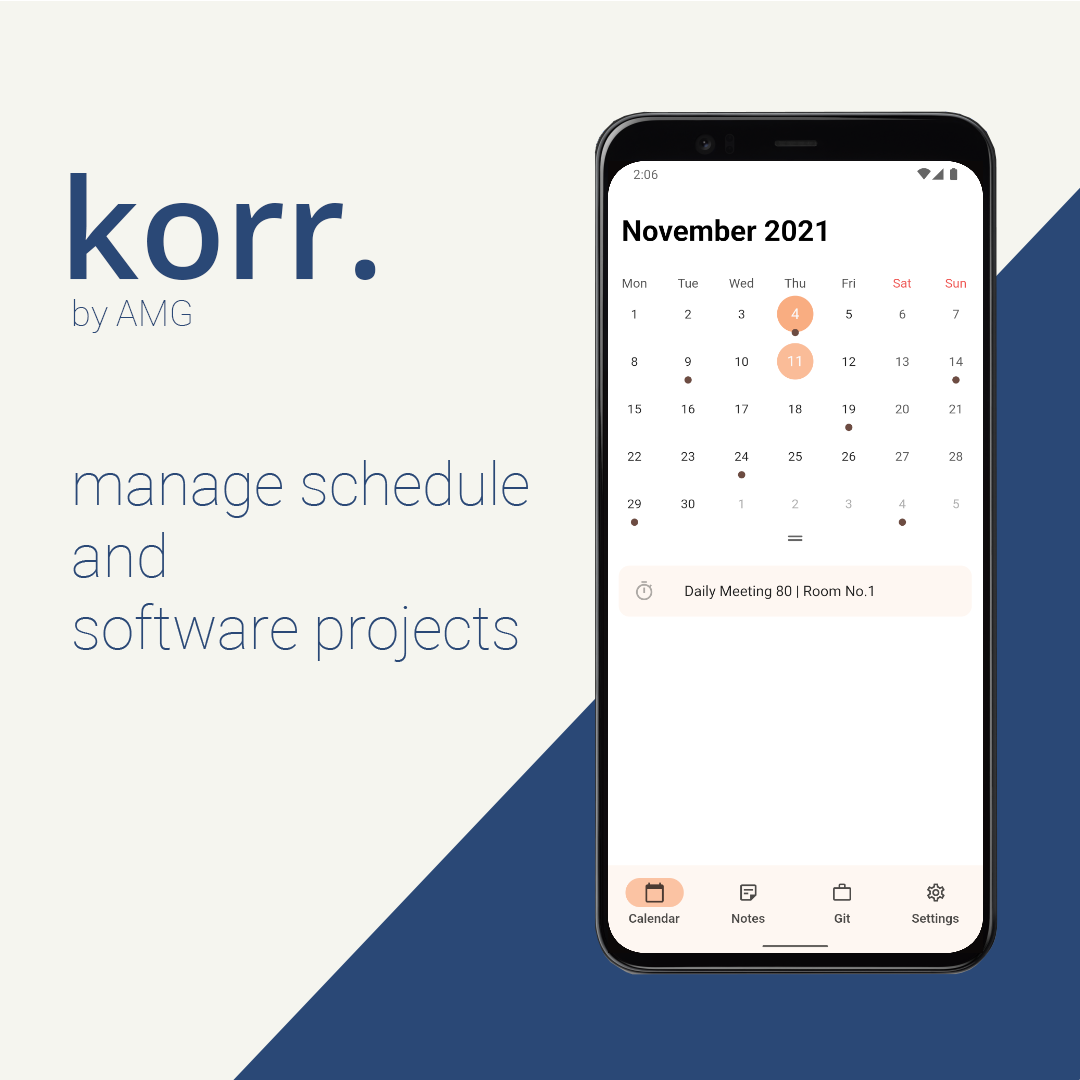 korr.
by AMG
manage schedule
and
software projects
2:06
November 2021
Mon Tue Wed Thu Fri Sat Sun
1 2 3 4 5 6 7
8 9 10 11 12 13 14
15 16 17 18 19 20 21
22 23 24 25 26 27 28
29 30 1 2 3 4 5
Daily Meeting 80 | Room No.1
Calendar Notes Git Settings